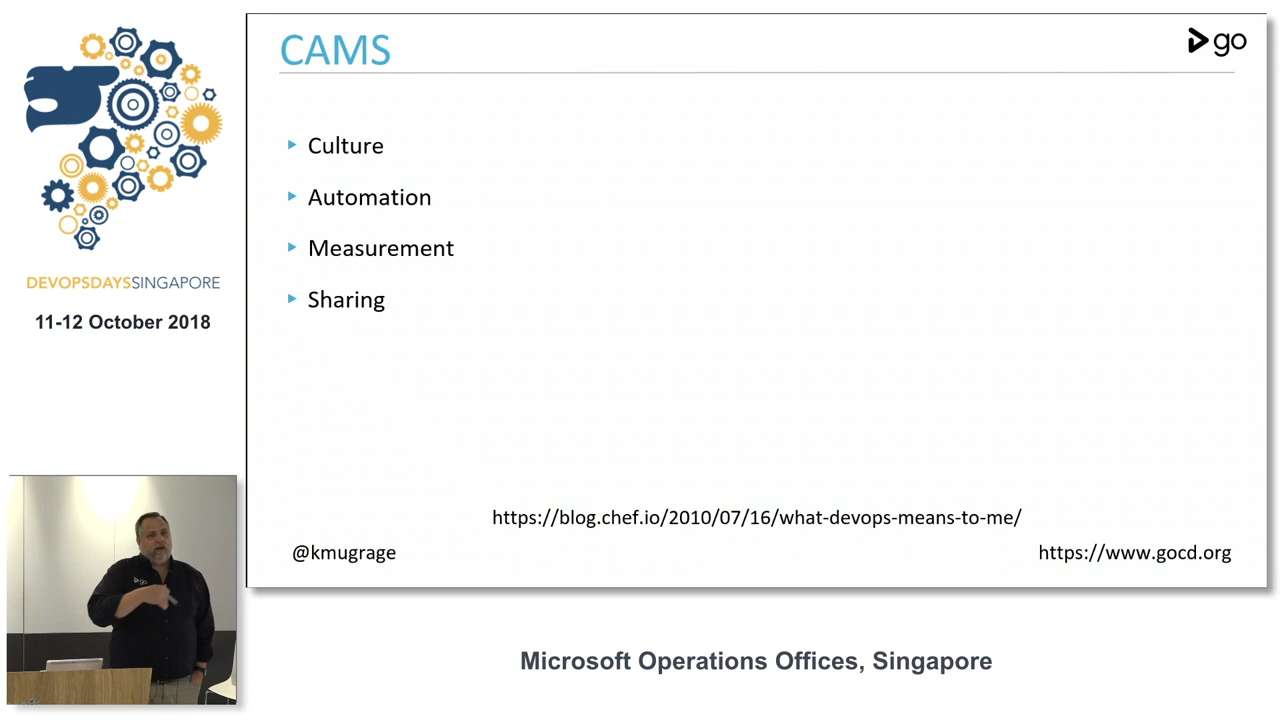 CAMS
go
Culture
Automation
Measurement
Sharing
https://blog.chef.io/2010/07/16/what-devops-means-to-me/
@kmugrage
https://www.gocd.org
DEVOPSDAYSSINGAPORE
11-12 October 2018
go
Microsoft Operations Offices, Singapore